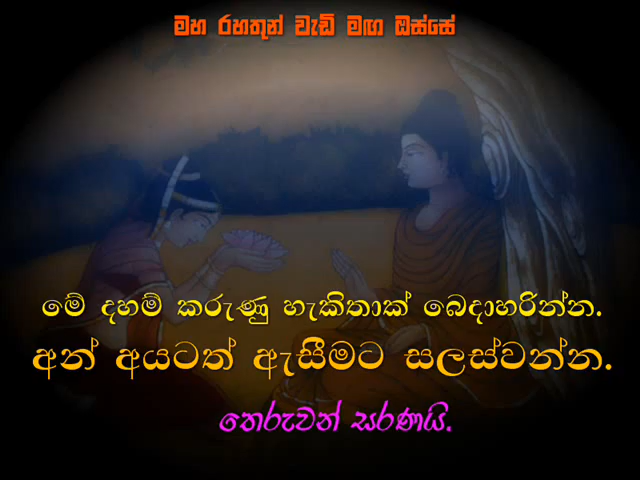 මහ රහතුන් වැඩි මඟ ඔස්සේ
මේ දහම් කරුණු හැකිතාක් බෙදාහරින්න.
අන් අයටත් ඇසීමට සලස්වන්න.
තෙරුවන් සරණයි.